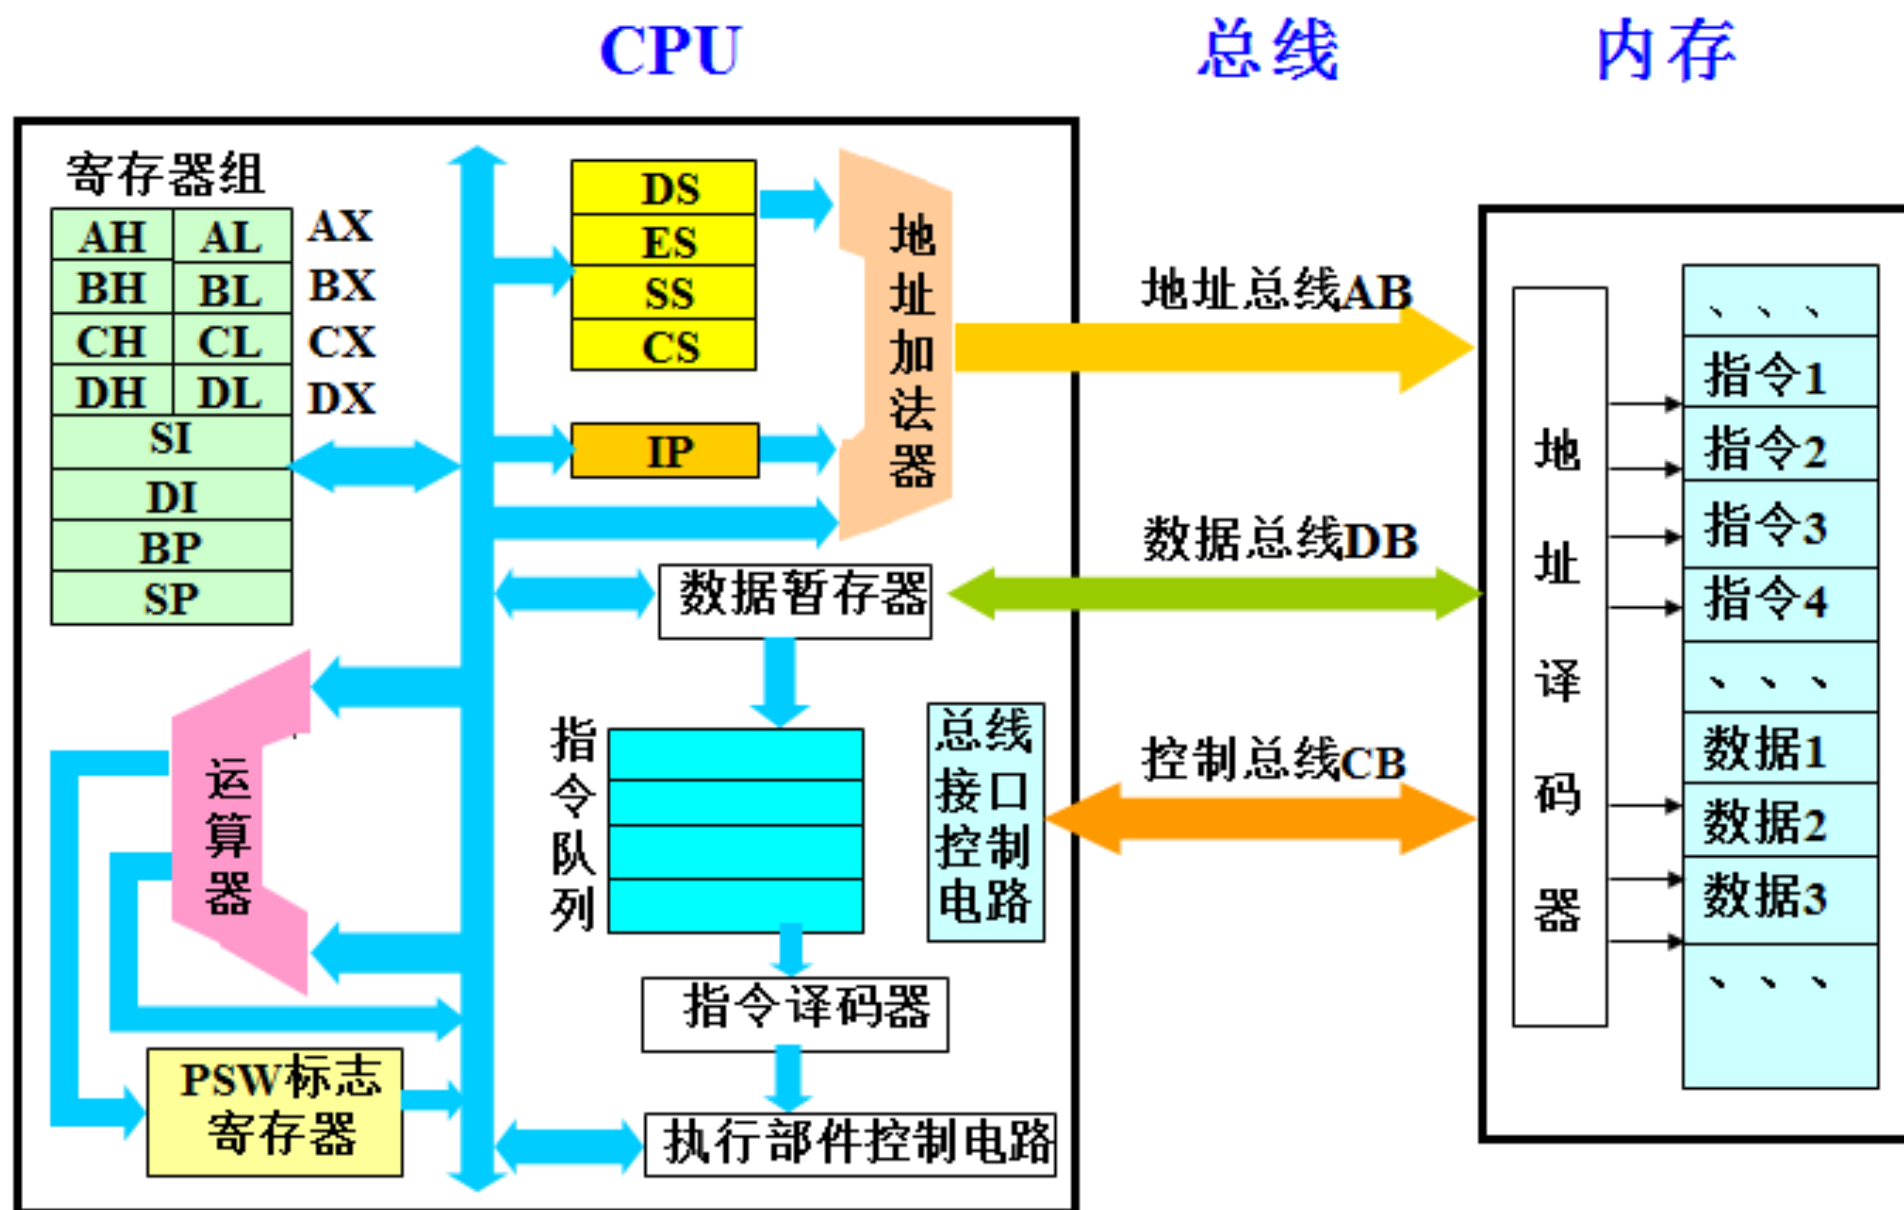 CPU
总线
内存
寄存器组
AH AL AX
BH BL BX
CH CL CX
DH DL DX
SI
DI
BP
SP
DS
ES
SS
CS
IP
地址加法器
数据暂存器
指令队列
总线
接口
控制
电路
指令译码器
执行部件控制电路
运算器
PSW标志
寄存器
地址总线AB
数据总线DB
控制总线CB
地址译码器
、、、
指令1
指令2
指令3
指令4
、、、
数据1
数据2
数据3
、、、